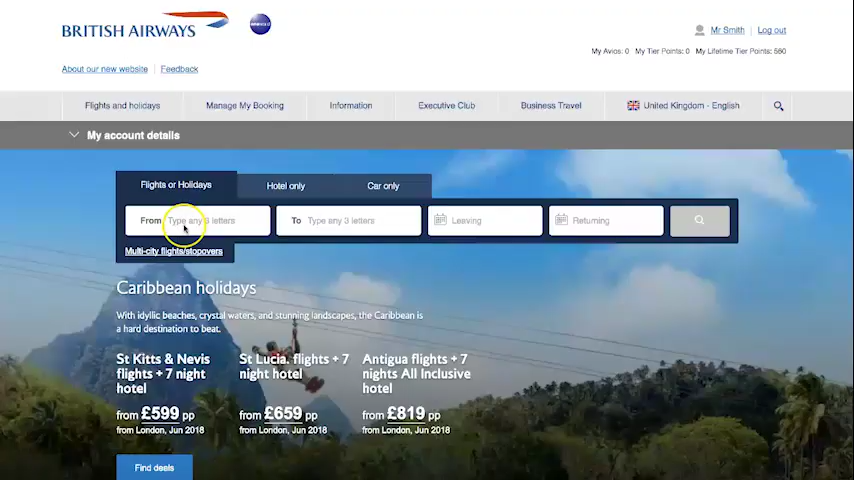 BRITISH AIRWAYS
Mr Smith | Log out
My Avios: 0 My Tier Points: 0 My Lifetime Tier Points: 560
About our new website | Feedback
Flights and holidays
Manage My Booking
Information
Executive Club
Business Travel
United Kingdom - English
My account details
Flights or Holidays
Hotel only
Car only
From Type any 3 letters
To Type any 3 letters
Leaving
Returning
Multi-city flights/stopovers
Caribbean holidays
With idyllic beaches, crystal waters, and stunning landscapes, the Caribbean is
a hard destination to beat.
St Kitts & Nevis
flights + 7 night
hotel
from £599 pp
from London, Jun 2018
St Lucia. flights + 7
night hotel
from £659 pp
from London, Jun 2018
Antigua flights + 7
nights All Inclusive
hotel
from £819 pp
from London, Jun 2018
Find deals